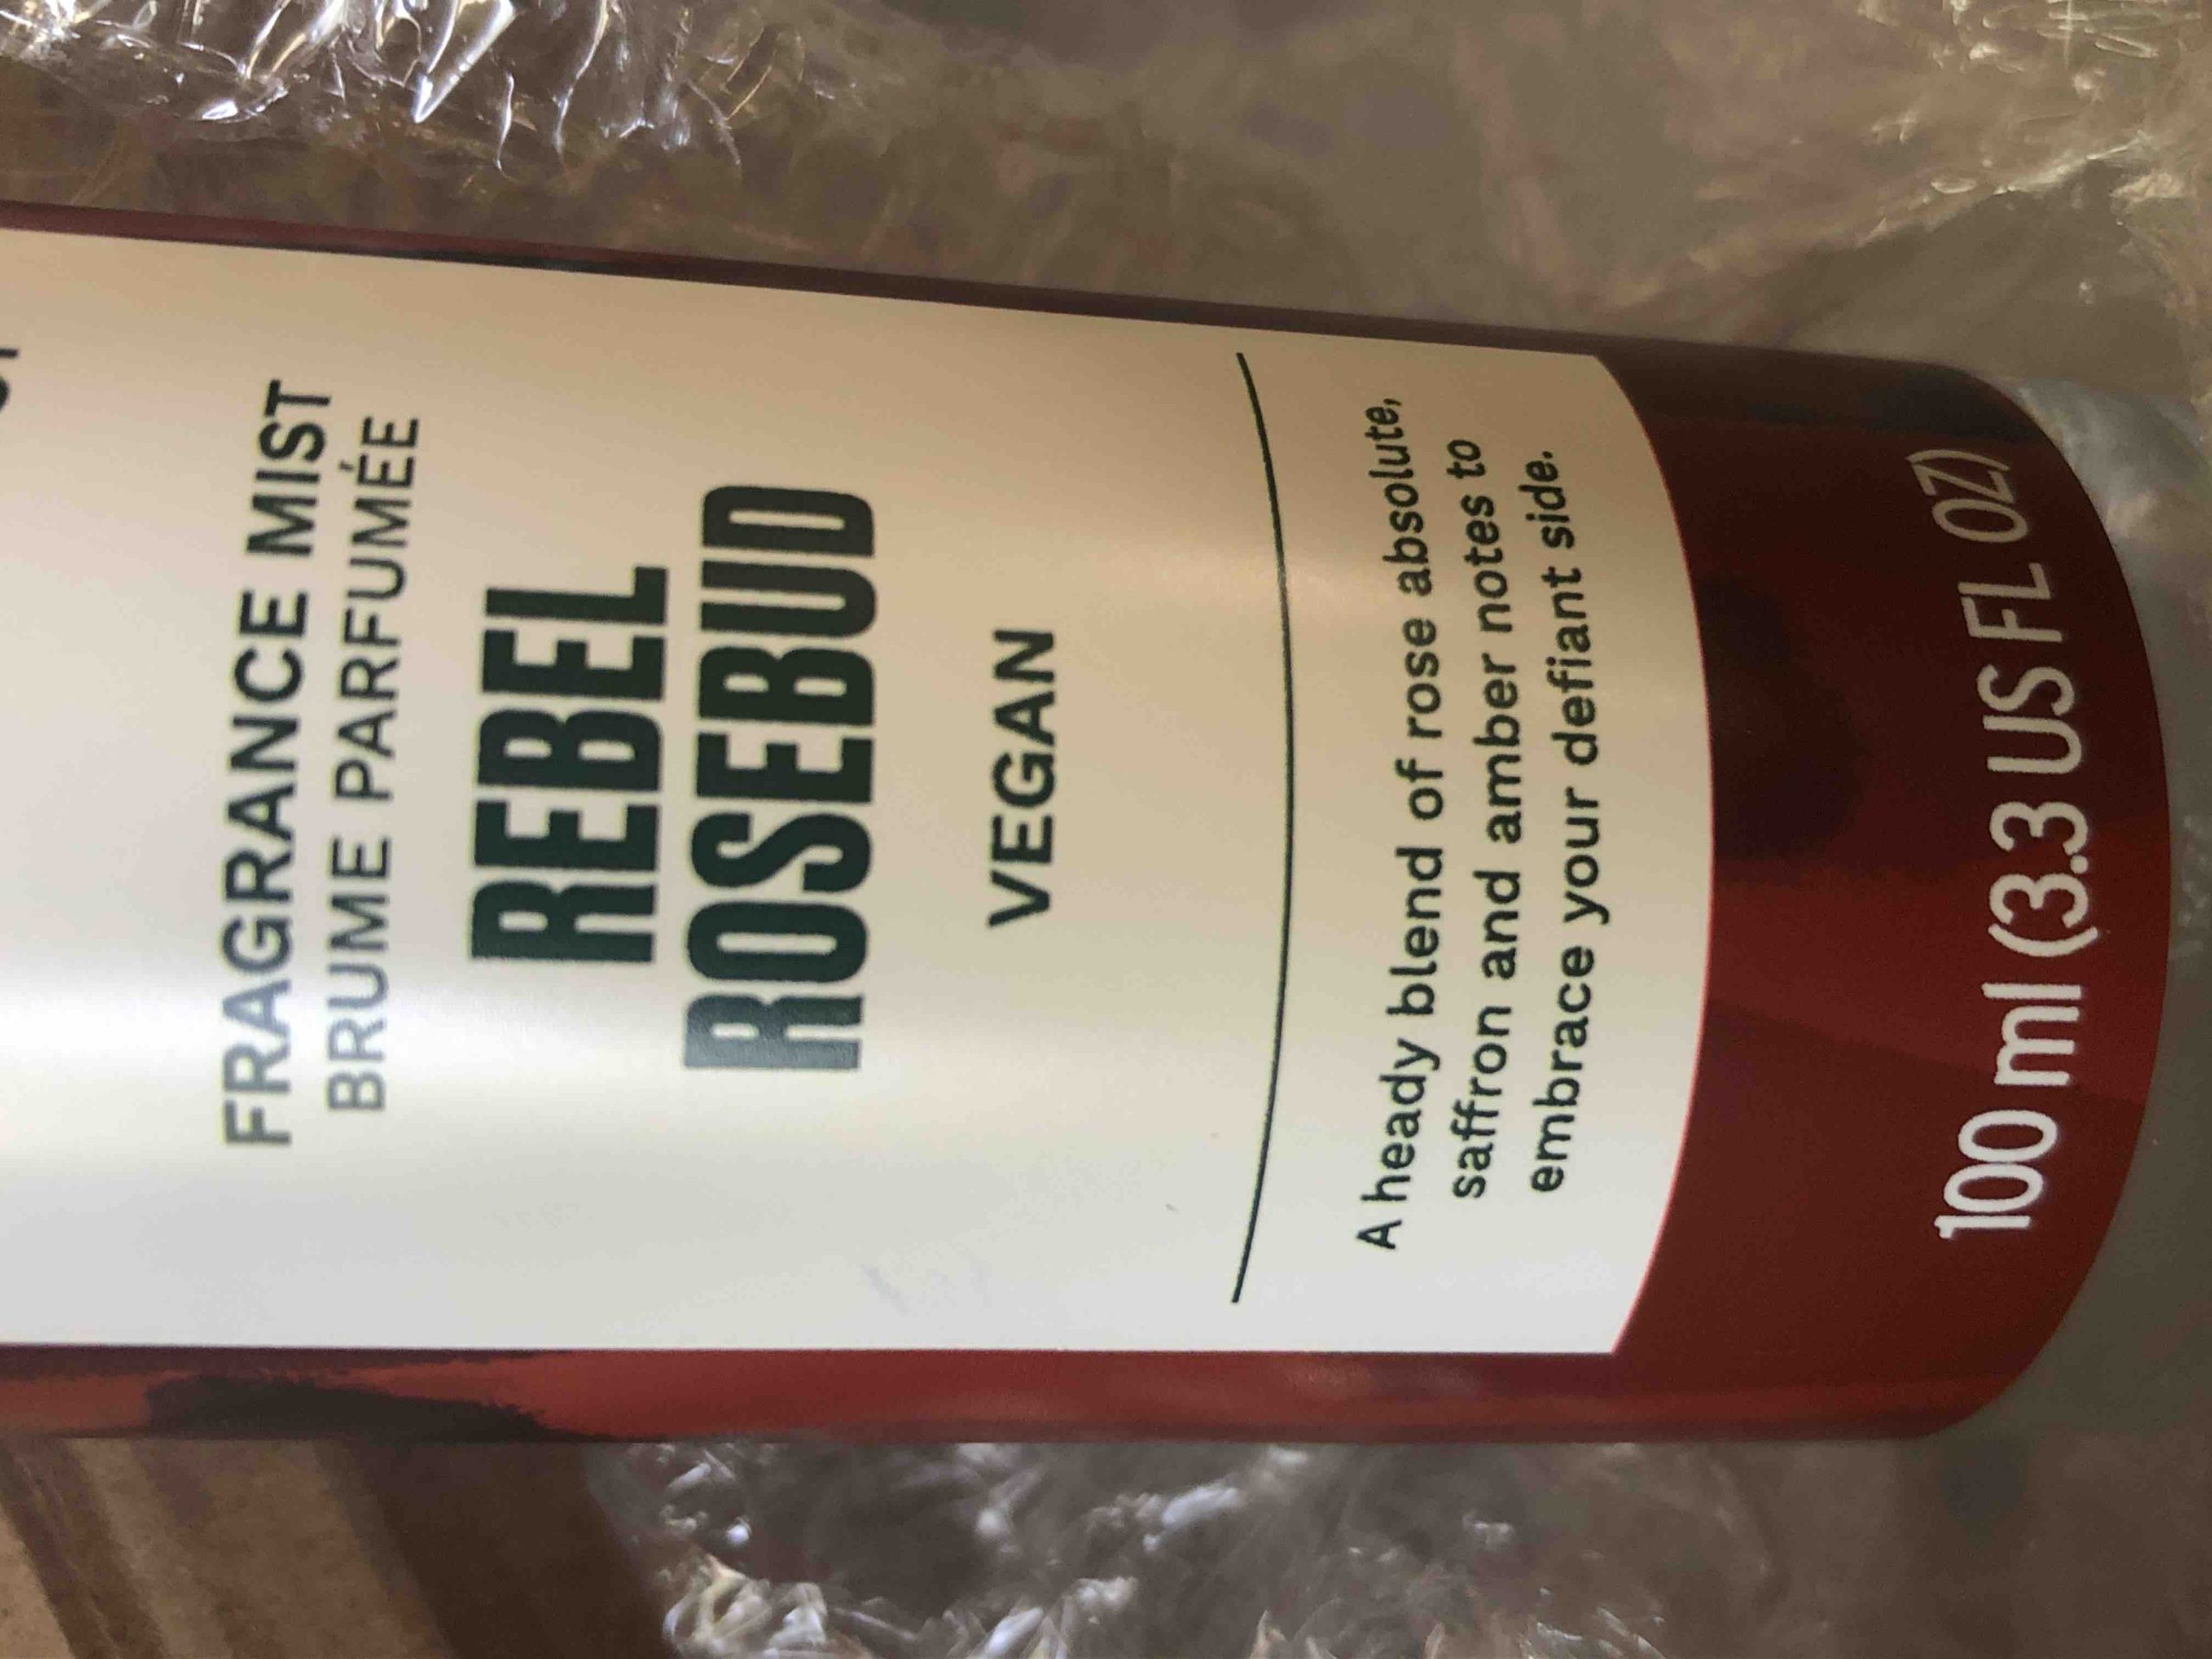 FRAGRANCE MIST
BRUME PARFUMÉE
REBEL
ROSEBUD
VEGAN
A heady blend of rose absolute,
saffron and amber notes to
embrace your defiant side.
100 ml (3.3 US FL OZ)